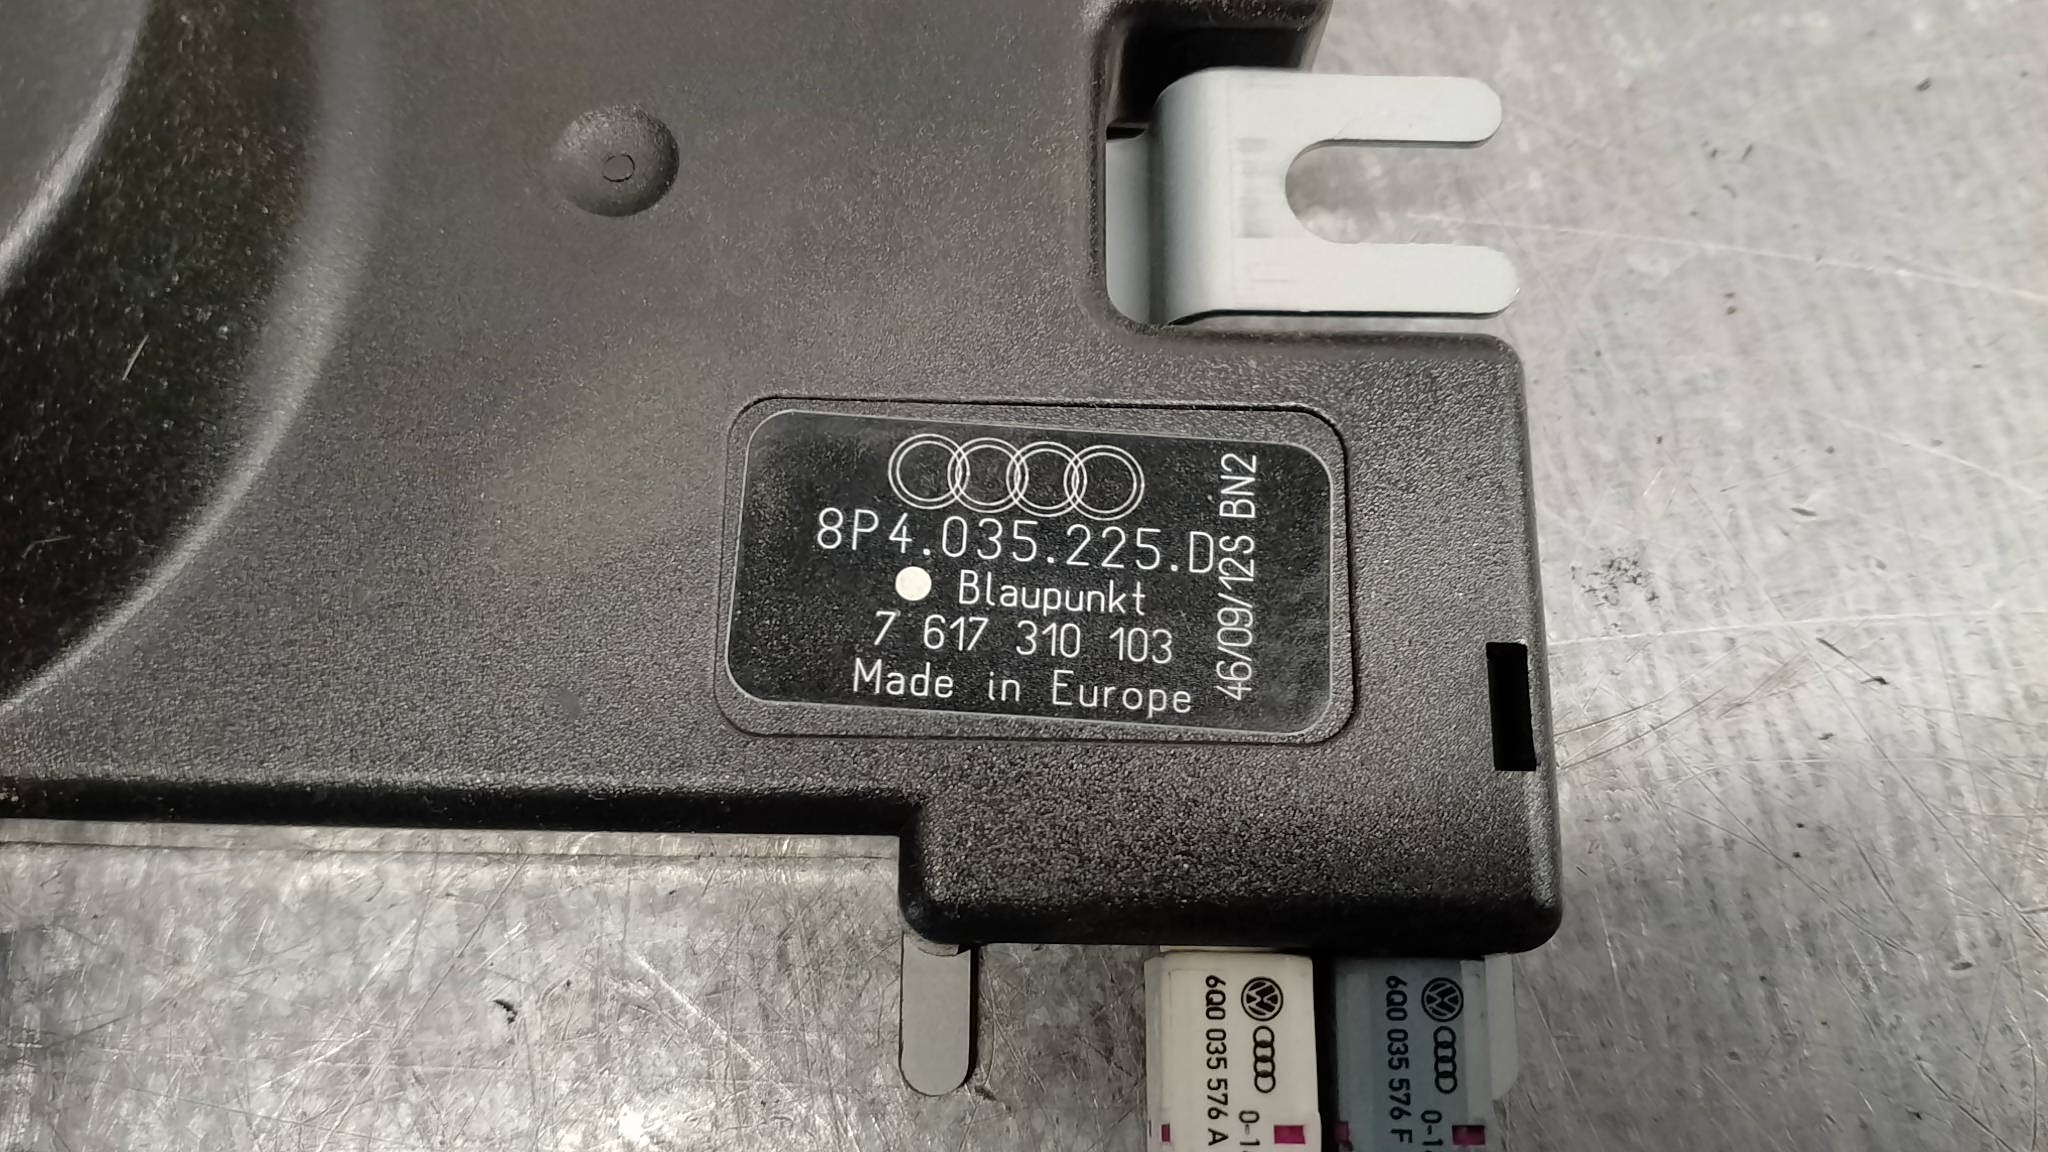 8P4.035.225.D
Blaupunkt
7 617 310 103
Made in Europe
46/09/12S BN2
6Q0 035 576 A
6Q0 035 576 F